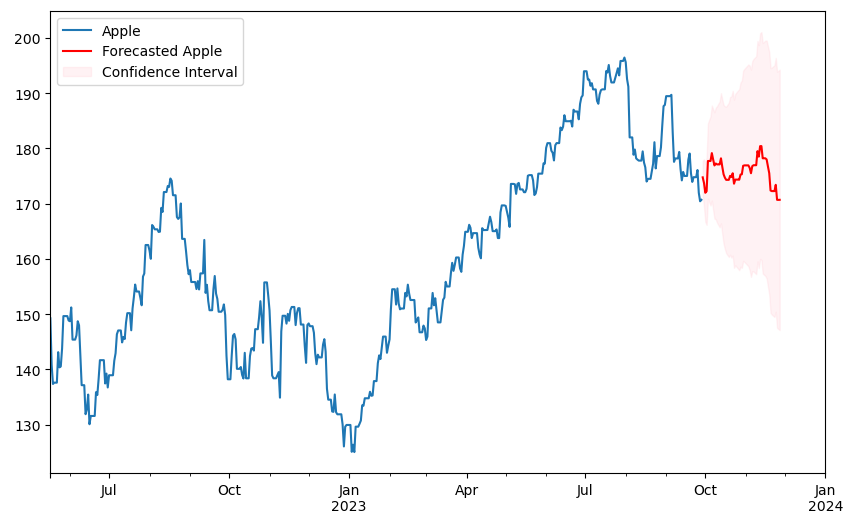 Apple
Forecasted Apple
Confidence Interval
200
190
180
170
160
150
140
130
Jul
Oct
Jan
2023
Apr
Jul
Oct
Jan
2024